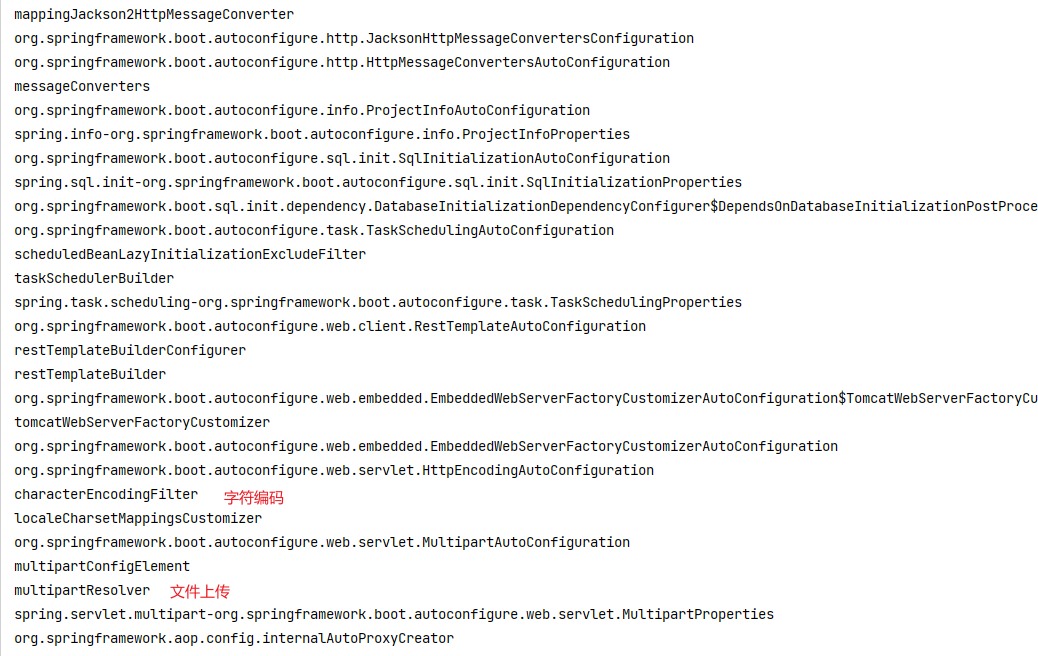 mappingJackson2HttpMessageConverter
org.springframework.boot.autoconfigure.http.JacksonHttpMessageConvertersConfiguration
org.springframework.boot.autoconfigure.http.HttpMessageConvertersAutoConfiguration
messageConverters
org.springframework.boot.autoconfigure.info.ProjectInfoAutoConfiguration
spring.info-org.springframework.boot.autoconfigure.info.ProjectInfoProperties
org.springframework.boot.autoconfigure.sql.init.SqlInitializationAutoConfiguration
spring.sql.init-org.springframework.boot.autoconfigure.sql.init.SqlInitializationProperties
org.springframework.boot.sql.init.dependency.DatabaseInitializationDependencyConfigurer$DependsOnDatabaseInitializationPostProce
org.springframework.boot.autoconfigure.task.TaskSchedulingAutoConfiguration
scheduledBeanLazyInitializationExcludeFilter
taskSchedulerBuilder
spring.task.scheduling-org.springframework.boot.autoconfigure.task.TaskSchedulingProperties
org.springframework.boot.autoconfigure.web.client.RestTemplateAutoConfiguration
restTemplateBuilderConfigurer
restTemplateBuilder
org.springframework.boot.autoconfigure.web.embedded.EmbeddedWebServerFactoryCustomizerAutoConfiguration$TomcatWebServerFactoryCu
tomcatWebServerFactoryCustomizer
org.springframework.boot.autoconfigure.web.embedded.EmbeddedWebServerFactoryCustomizerAutoConfiguration
org.springframework.boot.autoconfigure.web.servlet.HttpEncodingAutoConfiguration
characterEncodingFilter 字符编码
localeCharsetMappingsCustomizer
org.springframework.boot.autoconfigure.web.servlet.MultipartAutoConfiguration
multipartConfigElement
multipartResolver 文件上传
spring.servlet.multipart-org.springframework.boot.autoconfigure.web.servlet.MultipartProperties
org.springframework.aop.config.internalAutoProxyCreator